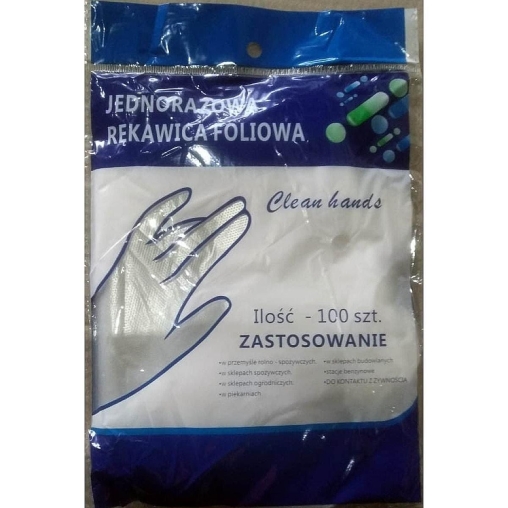 JEDNORAZOWA
RĘKAWICA FOLIOWA
Clean hands
Ilość - 100 szt.
ZASTOSOWANIE
•w przemyśle rolno - spożywczych
•w sklepach spożywczych
•w sklepach ogrodniczych
•w piekarniach
•w sklepach budowlanych
•stacje benzynowe
•DO KONTAKTU Z ŻYWNOŚCIĄ